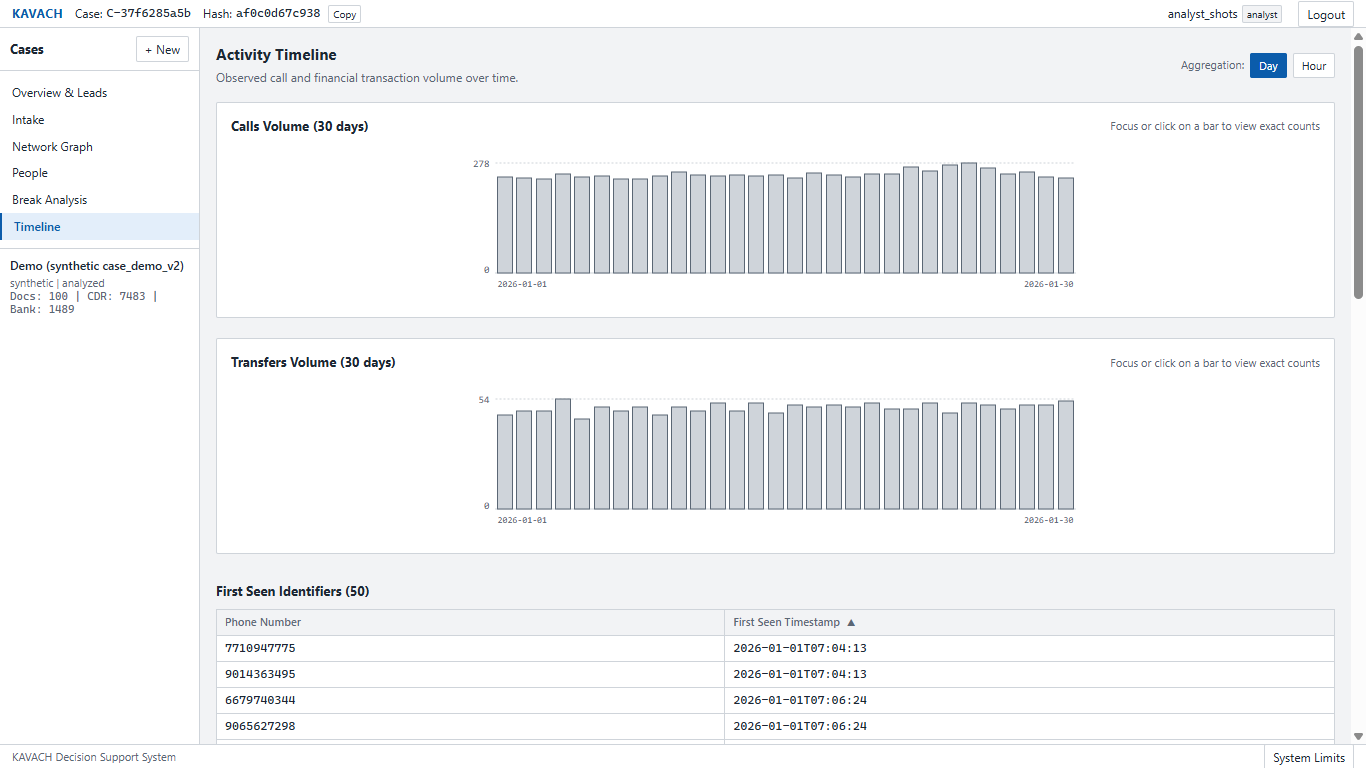 KAVACH Case: C-37f6285a5b Hash: af0c0d67c938 Copy analyst_shots analyst Logout
Cases + New
Overview & Leads
Intake
Network Graph
People
Break Analysis
Timeline
Demo (synthetic case_demo_v2)
synthetic | analyzed
Docs: 100 | CDR: 7483 |
Bank: 1489
Activity Timeline
Observed call and financial transaction volume over time.
Aggregation: Day Hour
Calls Volume (30 days) Focus or click on a bar to view exact counts
278
0
2026-01-01 2026-01-30
Transfers Volume (30 days) Focus or click on a bar to view exact counts
54
0
2026-01-01 2026-01-30
First Seen Identifiers (50)
Phone Number First Seen Timestamp ▲
7710947775 2026-01-01T07:04:13
9014363495 2026-01-01T07:04:13
6679740344 2026-01-01T07:06:24
9065627298 2026-01-01T07:06:24
KAVACH Decision Support System System Limits